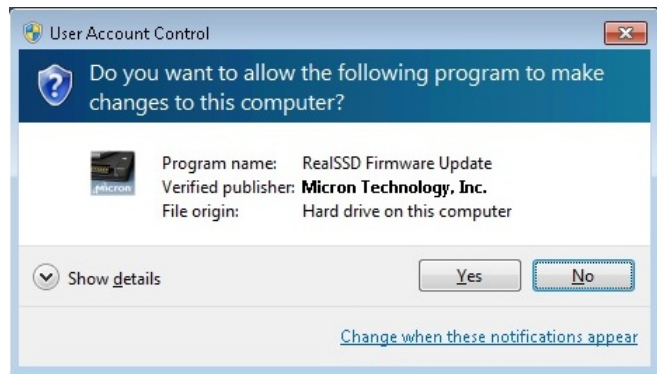 User Account Control
Do you want to allow the following program to make
changes to this computer?
Micron
Program name: RealSSD Firmware Update
Verified publisher: Micron Technology, Inc.
File origin: Hard drive on this computer
Show details
Yes
No
Change when these notifications appear